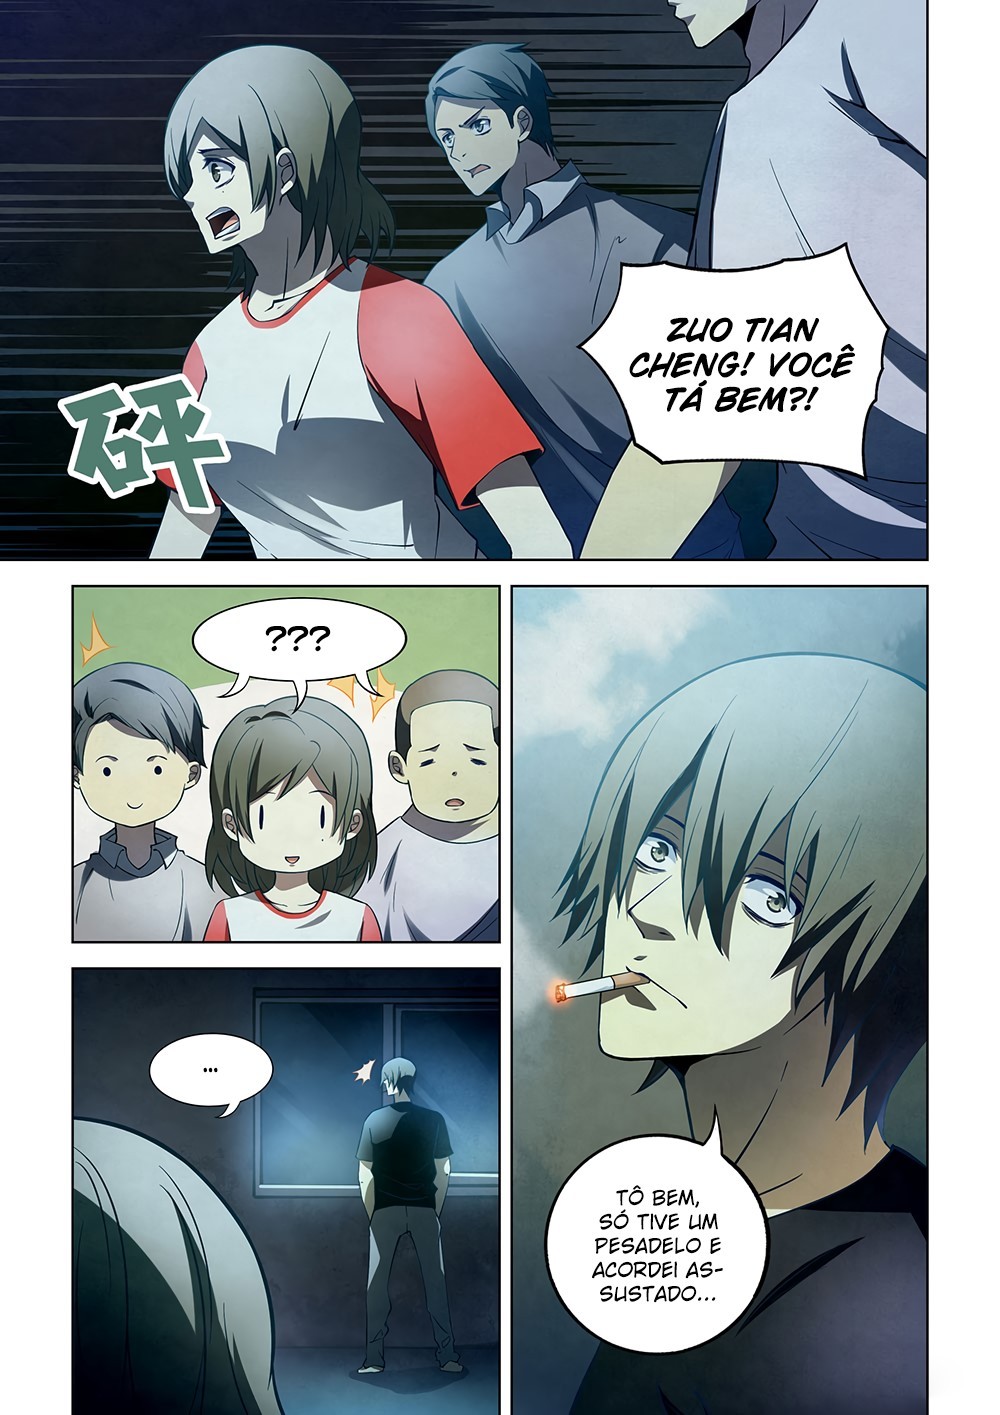 ZUO TIAN
CHENG! VOCÊ
TÁ BEM?!
砰
???
...
TÔ BEM,
SÓ TIVE UM
PESADELO E
ACORDEI AS-
SUSTADO...